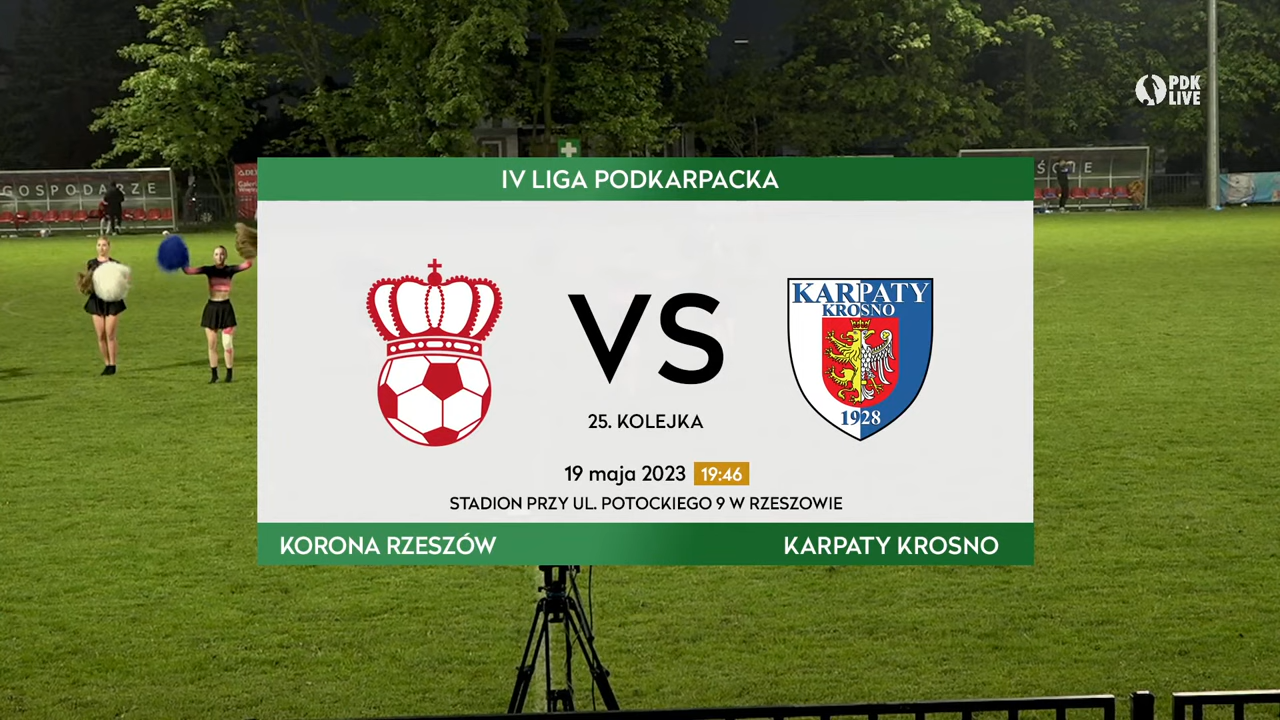 PDK
LIVE
GOSPODARZE
ŚCIE
IV LIGA PODKARPACKA
KARPATY
KROSNO
1928
VS
25. KOLEJKA
19 maja 2023 19:46
STADION PRZY UL. POTOCKIEGO 9 W RZESZOWIE
KORONA RZESZÓW
KARPATY KROSNO